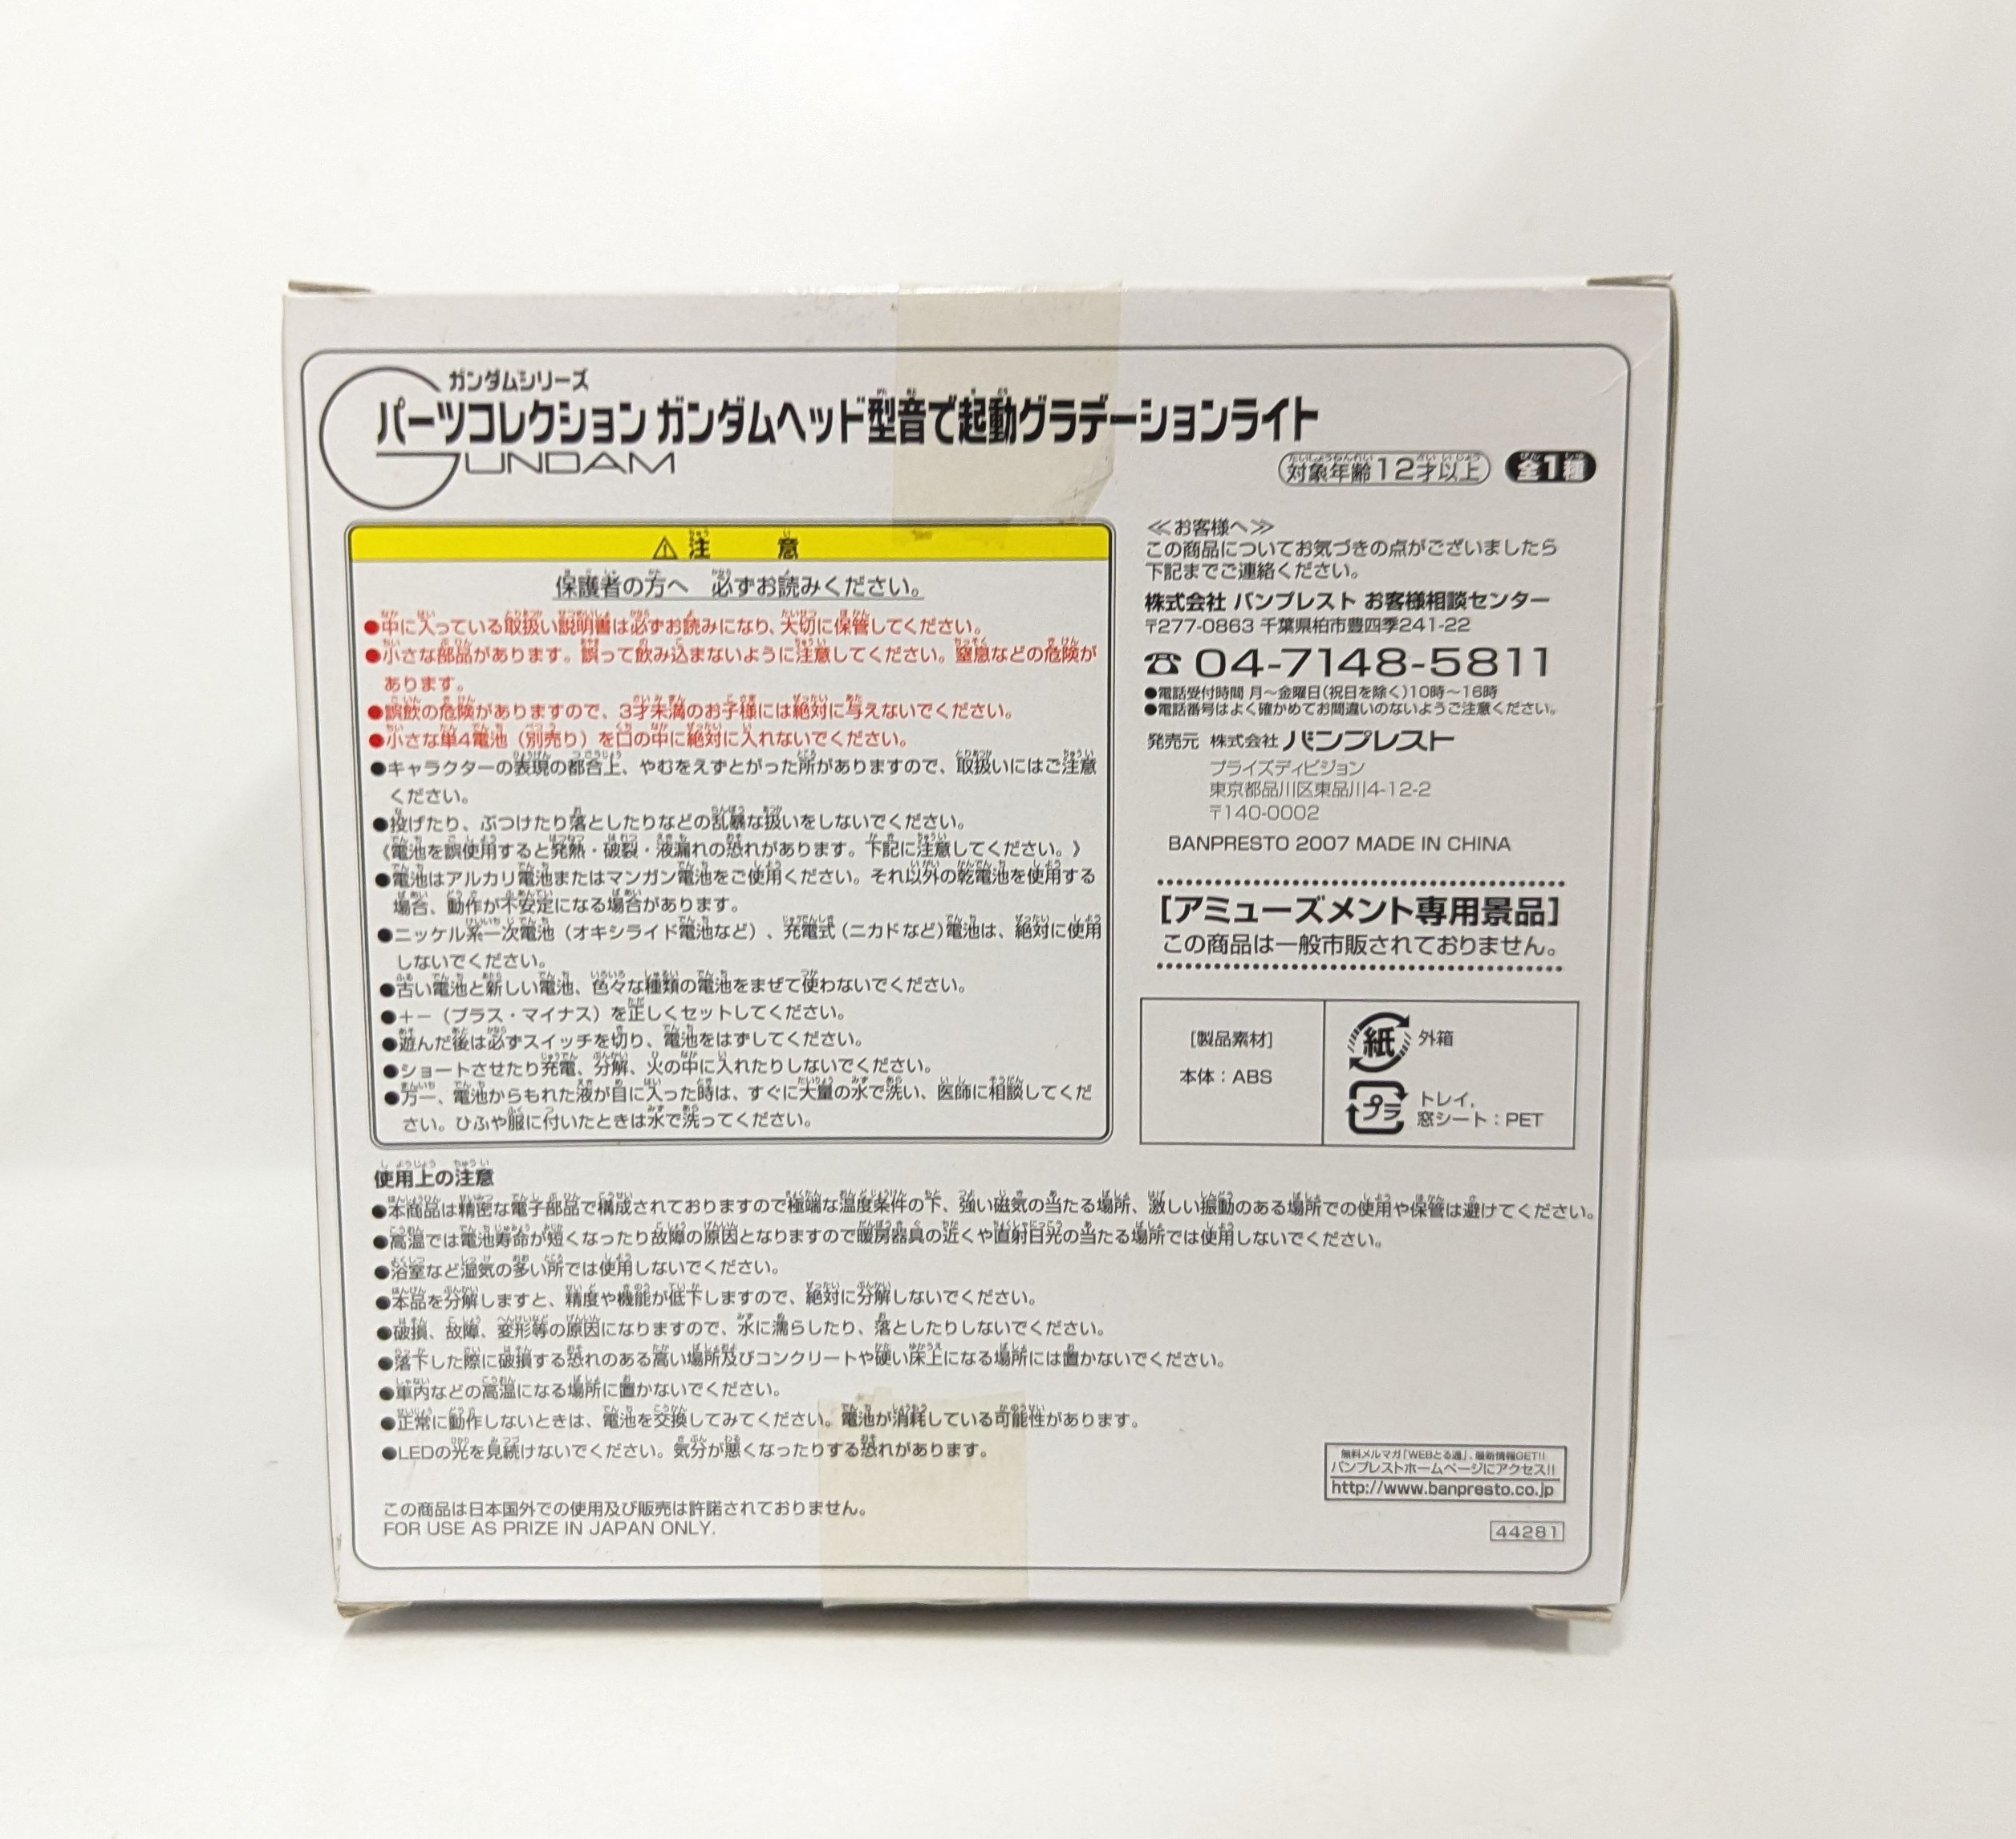 ガンダムシリーズ
パーツコレクション ガンダムヘッド型音で起動グラデーションライト
GUNDAM
対象年齢12才以上 全1種
⚠注 意
保護者の方へ 必ずお読みください。
●中に入っている取扱い説明書は必ずお読みになり、大切に保管してください。
●小さな部品があります。誤って飲み込まないように注意してください。窒息などの危険が
あります。
●誤飲の危険がありますので、3才未満のお子様には絶対に与えないでください。
●小さな単4電池（別売り）を口の中に絶対に入れないでください。
●キャラクターの表現の都合上、やむをえずとがった所がありますので、取扱いにはご注意
ください。
●投げたり、ぶつけたり落としたりなどの乱暴な扱いをしないでください。
《電池を誤使用すると発熱・破裂・液漏れの恐れがあります。下記に注意してください。》
●電池はアルカリ電池またはマンガン電池をご使用ください。それ以外の乾電池を使用する
場合、動作が不安定になる場合があります。
●ニッケル系一次電池（オキシライド電池など）、充電式（ニカドなど）電池は、絶対に使用
しないでください。
●古い電池と新しい電池、色々な種類の電池をまぜて使わないでください。
●＋－（プラス・マイナス）を正しくセットしてください。
●遊んだ後は必ずスイッチを切り、電池をはずしてください。
●ショートさせたり充電、分解、火の中に入れたりしないでください。
●万一、電池からもれた液が目に入った時は、すぐに大量の水で洗い、医師に相談してくだ
さい。ひふや服に付いたときは水で洗ってください。
≪お客様へ≫
この商品についてお気づきの点がございましたら
下記までご連絡ください。
株式会社 バンプレスト お客様相談センター
〒277-0863 千葉県柏市豊四季241-22
☎04-7148-5811
●電話受付時間 月～金曜日（祝日を除く）10時～16時
●電話番号はよく確かめてお間違いのないようご注意ください。
発売元 株式会社バンプレスト
プライズディビジョン
東京都品川区東品川4-12-2
〒140-0002
BANPRESTO 2007 MADE IN CHINA
[アミューズメント専用景品]
この商品は一般市販されておりません。
[製品素材]
本体：ABS
紙 外箱
プラ トレイ,
窓シート：PET
使用上の注意
●本商品は精密な電子部品で構成されておりますので極端な温度条件の下、強い磁気の当たる場所、激しい振動のある場所での使用や保管は避けてください。
●高温では電池寿命が短くなったり故障の原因となりますので暖房器具の近くや直射日光の当たる場所では使用しないでください。
●浴室など湿気の多い所では使用しないでください。
●本品を分解しますと、精度や機能が低下しますので、絶対に分解しないでください。
●破損、故障、変形等の原因になりますので、水に濡らしたり、落としたりしないでください。
●落下した際に破損する恐れのある高い場所及びコンクリートや硬い床上になる場所には置かないでください。
●車内などの高温になる場所に置かないでください。
●正常に動作しないときは、電池を交換してみてください。電池が消耗している可能性があります。
●LEDの光を見続けないでください。気分が悪くなったりする恐れがあります。
無料メルマガ「WEBとる通」、最新情報GET!!
バンプレストホームページにアクセス!!
http://www.banpresto.co.jp
この商品は日本国外での使用及び販売は許諾されておりません。
FOR USE AS PRIZE IN JAPAN ONLY.
44281